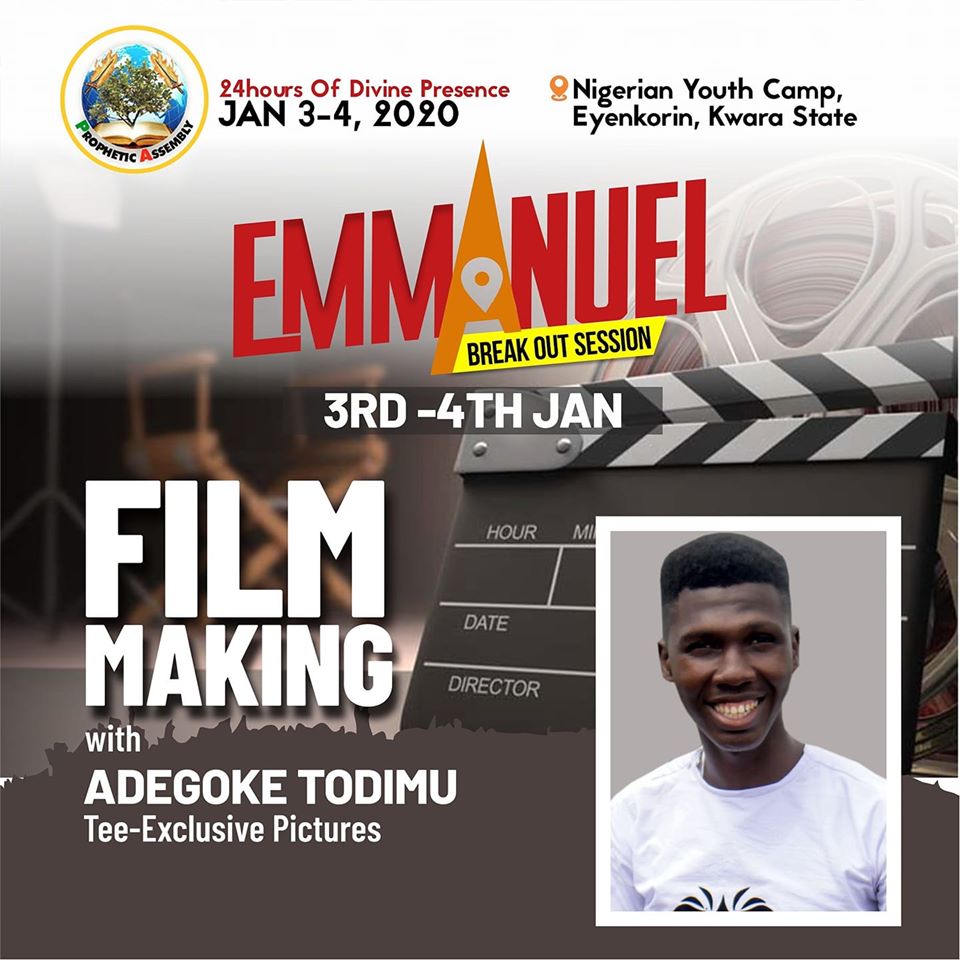 PROPHETIC ASSEMBLY
24hours Of Divine Presence
JAN 3-4, 2020
Nigerian Youth Camp,
Eyenkorin, Kwara State
EMMANUEL
BREAK OUT SESSION
3RD -4TH JAN
FILM
MAKING
with
ADEGOKE TODIMU
Tee-Exclusive Pictures
HOUR MI
DATE
DIRECTOR